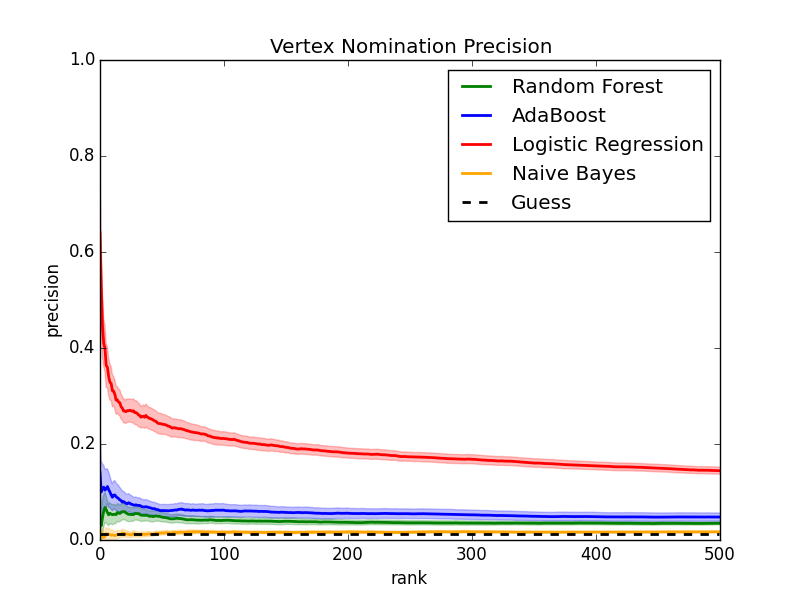 Vertex Nomination Precision
1.0
0.8
0.6
0.4
0.2
0.0
precision
Random Forest
AdaBoost
Logistic Regression
Naive Bayes
Guess
0
100
200
300
400
500
rank